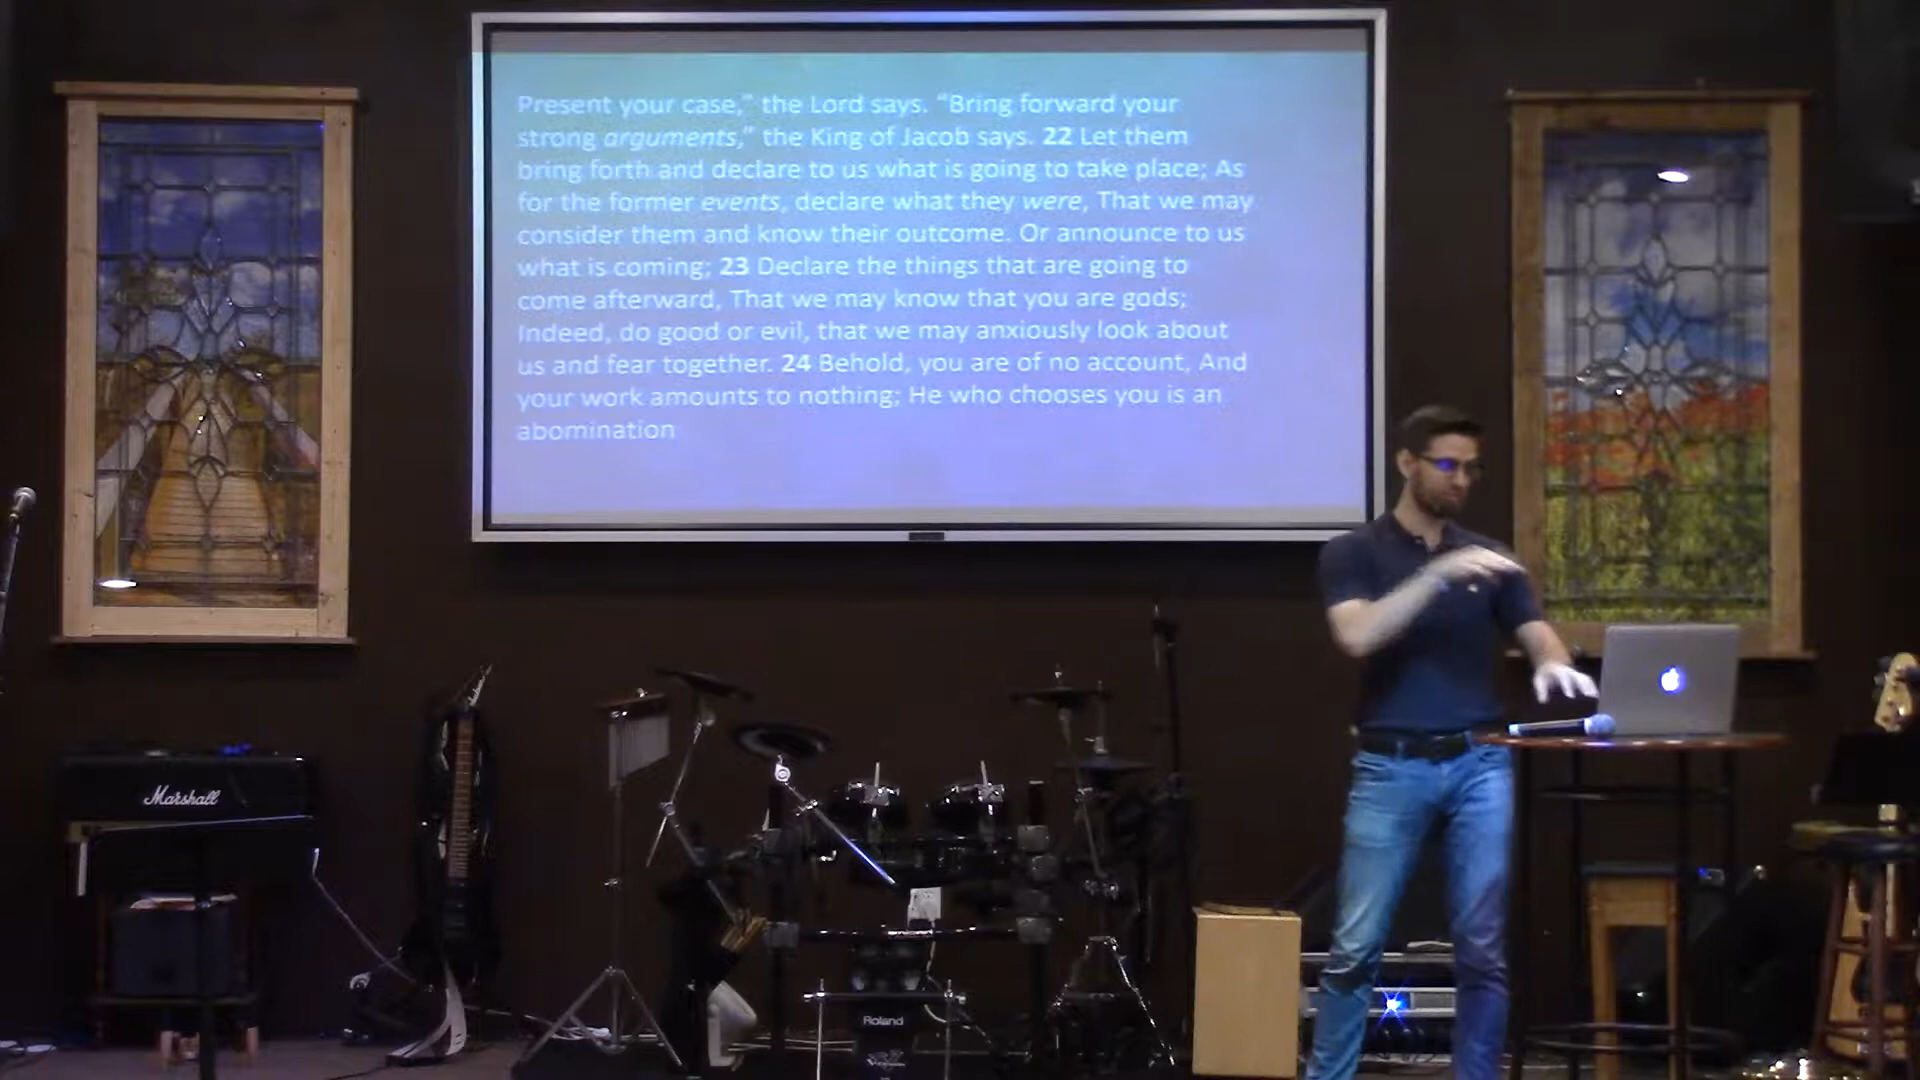 Present your case,” the Lord says. “Bring forward your
strong arguments,” the King of Jacob says. 22 Let them
bring forth and declare to us what is going to take place; As
for the former events, declare what they were, That we may
consider them and know their outcome. Or announce to us
what is coming; 23 Declare the things that are going to
come afterward, That we may know that you are gods;
Indeed, do good or evil, that we may anxiously look about
us and fear together. 24 Behold, you are of no account, And
your work amounts to nothing; He who chooses you is an
abomination
Marshall
Roland